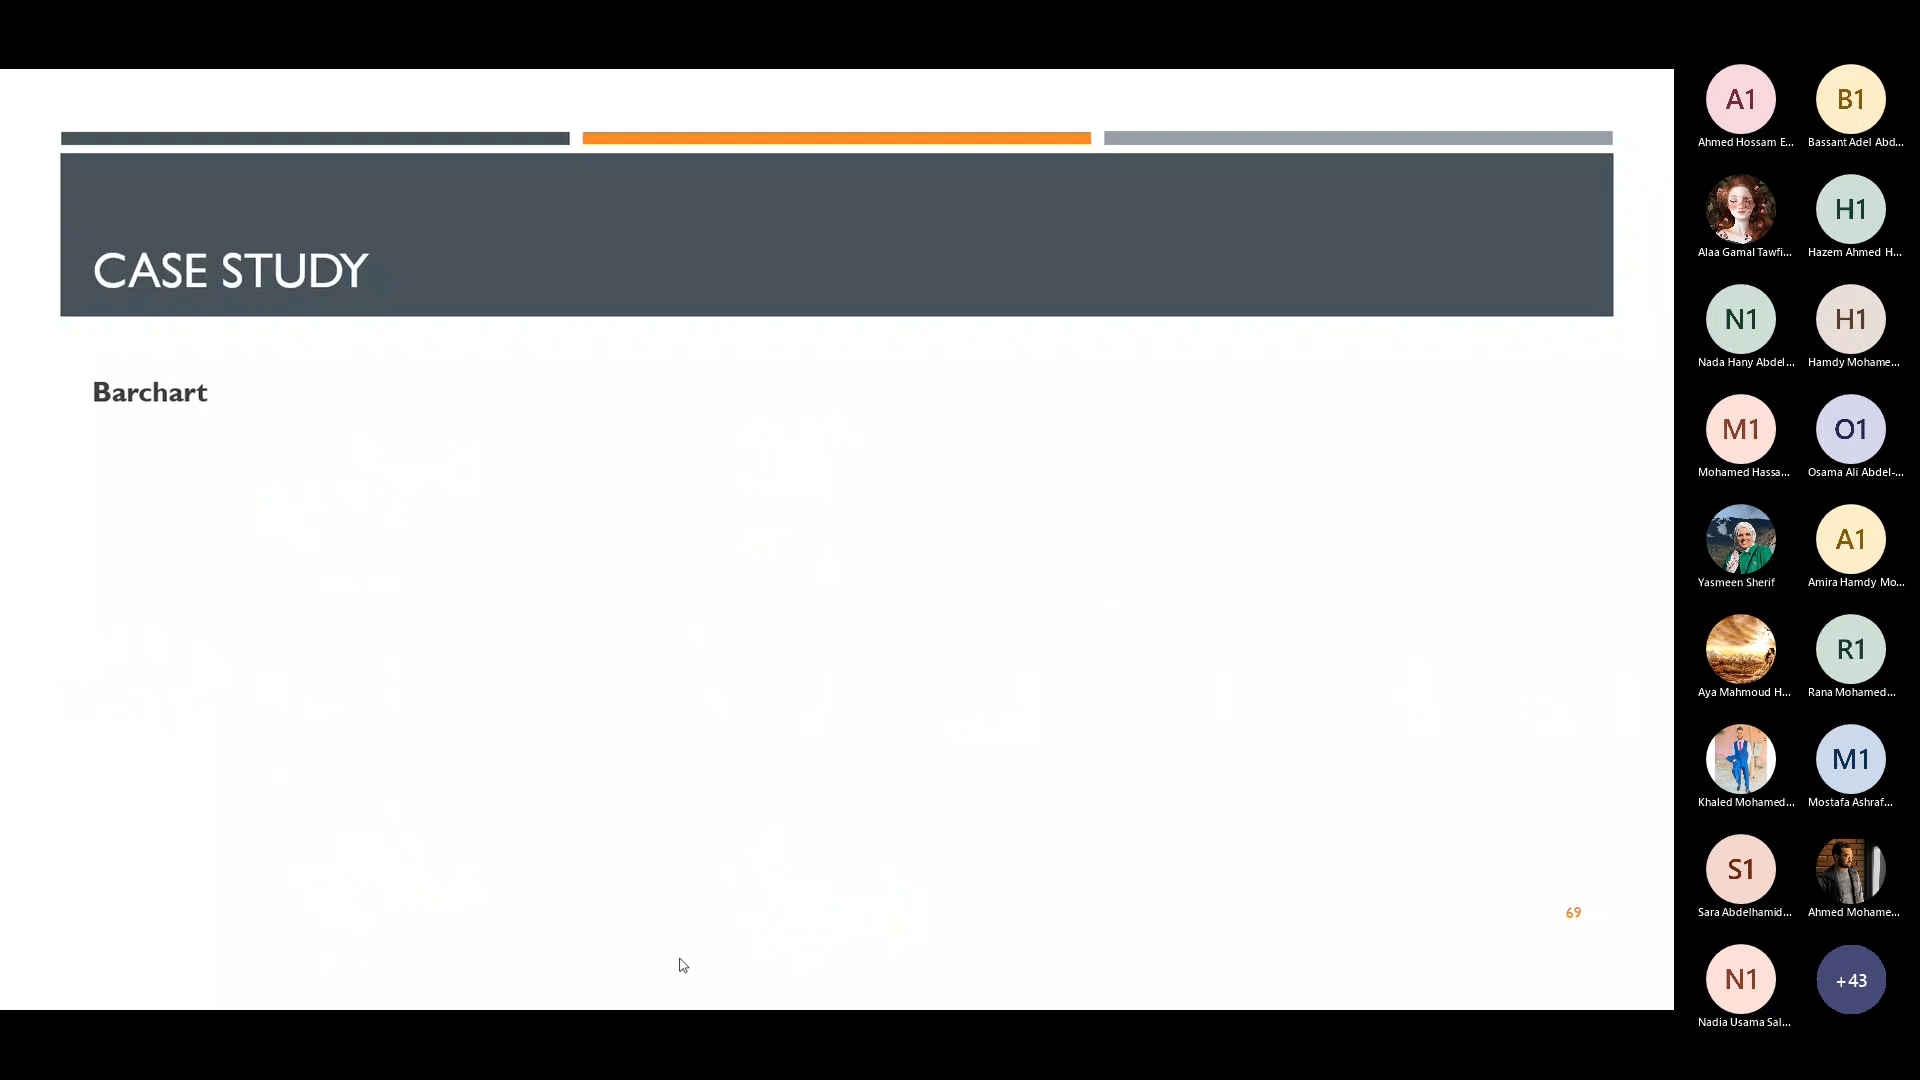 CASE STUDY
Barchart
69
A1
B1
Ahmed Hossam E...
Bassant Adel Abd...
H1
Alaa Gamal Tawfi...
Hazem Ahmed H...
N1
H1
Nada Hany Abdel...
Hamdy Mohame...
M1
O1
Mohamed Hassa...
Osama Ali Abdel-...
A1
Yasmeen Sherif
Amira Hamdy Mo...
R1
Aya Mahmoud H...
Rana Mohamed...
M1
Khaled Mohamed...
Mostafa Ashraf...
S1
Sara Abdelhamid...
Ahmed Mohame...
N1
+43
Nadia Usama Sal...